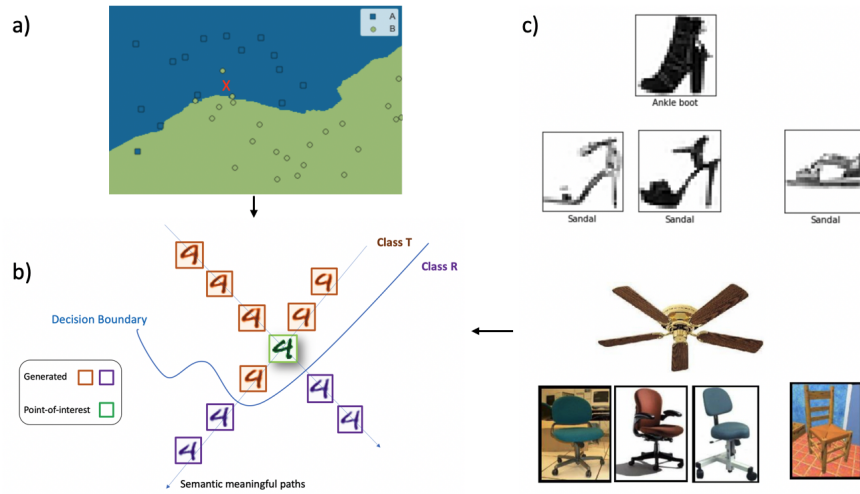 a)
A
B
X
b)
Class T
Class R
Decision Boundary
Generated
Point-of-interest
Semantic meaningful paths
c)
Ankle boot
Sandal
Sandal
Sandal